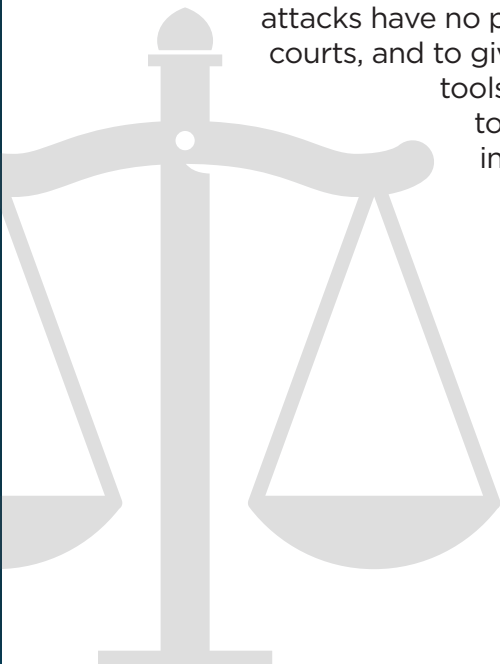 attacks have no p
courts, and to giv
tools
to
in